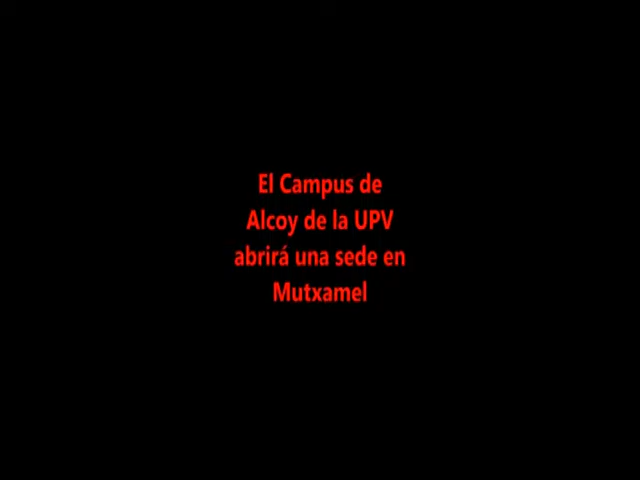 El Campus de
Alcoy de la UPV
abrirá una sede en
Mutxamel